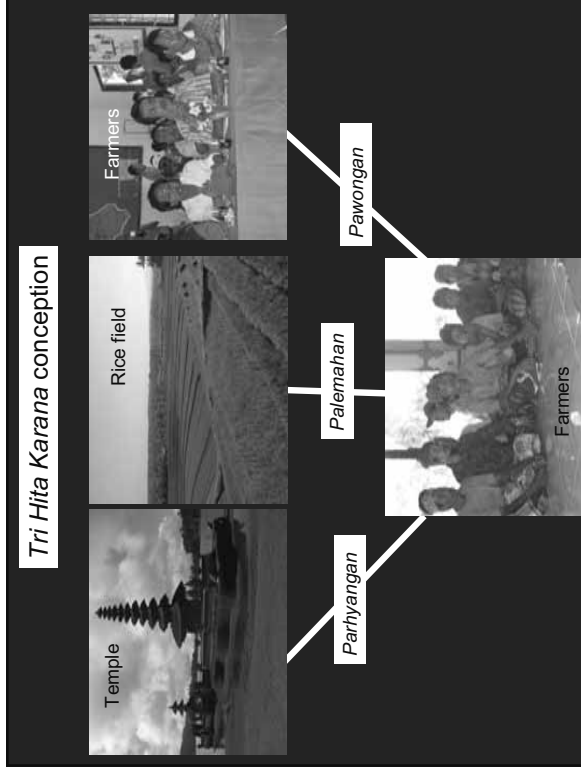 Tri Hita Karana conception
Temple
Rice field
Farmers
Parhyangan
Palemahan
Pawongan
Farmers